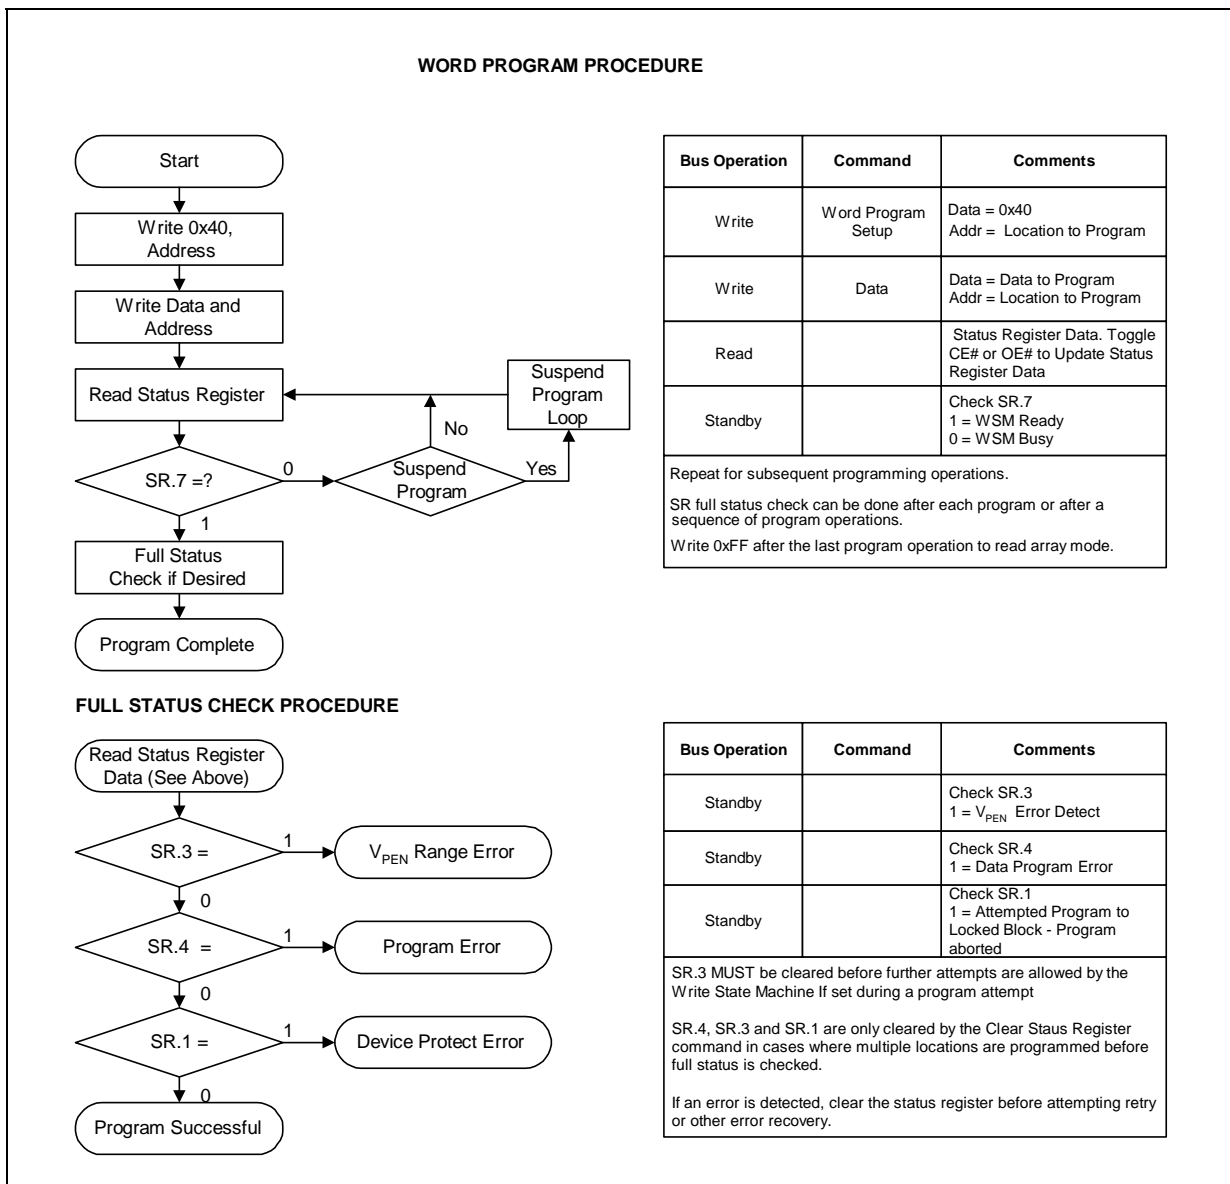 WORD PROGRAM PROCEDURE
Start
Write 0x40,
Address
Write Data and
Address
Read Status Register
Suspend
Program
Loop
No
SR.7 =?
0
Suspend
Program
Yes
1
Full Status
Check if Desired
Program Complete
Bus Operation Command Comments
Write
Word Program
Setup
Data = 0x40
Addr = Location to Program
Write
Data
Data = Data to Program
Addr = Location to Program
Read
Status Register Data. Toggle
CE# or OE# to Update Status
Register Data
Standby
Check SR.7
1 = WSM Ready
0 = WSM Busy
Repeat for subsequent programming operations.
SR full status check can be done after each program or after a
sequence of program operations.
Write 0xFF after the last program operation to read array mode.
FULL STATUS CHECK PROCEDURE
Read Status Register
Data (See Above)
SR.3 =
1
VPEN Range Error
0
SR.4 =
1
Program Error
0
SR.1 =
1
Device Protect Error
0
Program Successful
Bus Operation Command Comments
Standby
Check SR.3
1 = VPEN Error Detect
Standby
Check SR.4
1 = Data Program Error
Standby
Check SR.1
1 = Attempted Program to
Locked Block - Program
aborted
SR.3 MUST be cleared before further attempts are allowed by the
Write State Machine If set during a program attempt
SR.4, SR.3 and SR.1 are only cleared by the Clear Staus Register
command in cases where multiple locations are programmed before
full status is checked.
If an error is detected, clear the status register before attempting retry
or other error recovery.